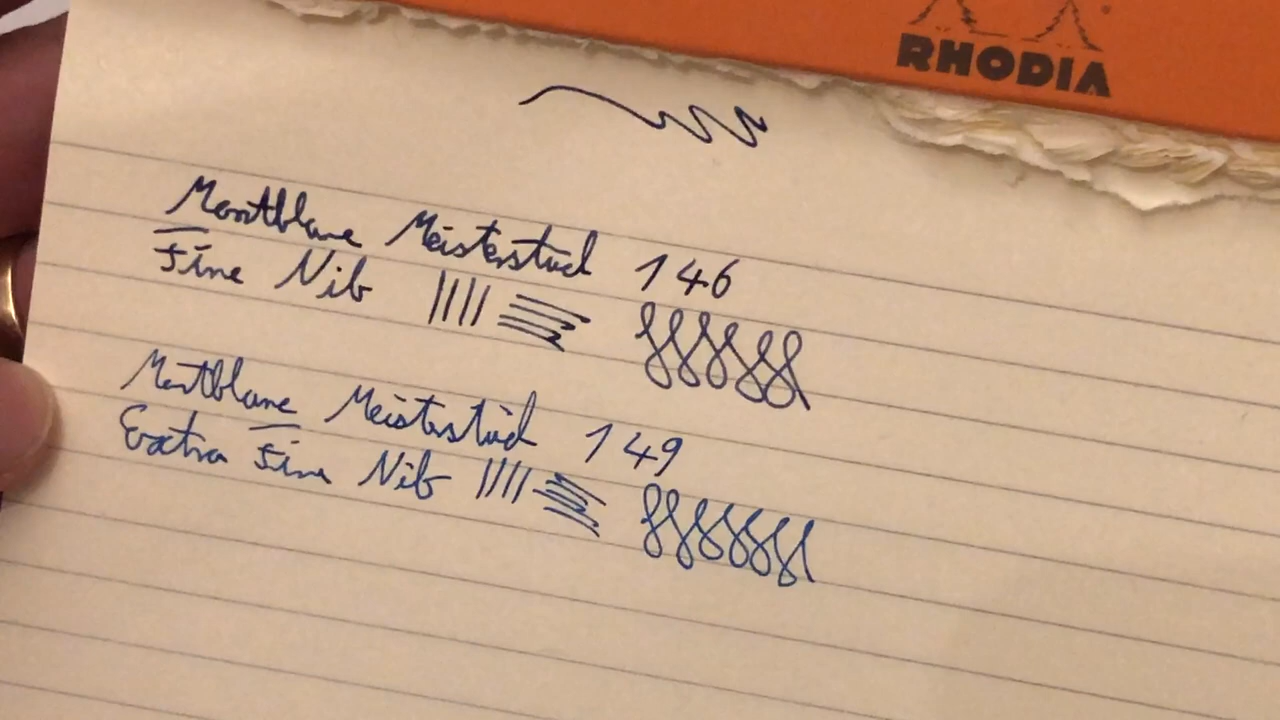 RHODIA
Montblanc Meisterstück 146
Fine Nib
Montblanc Meisterstück 149
Extra Fine Nib